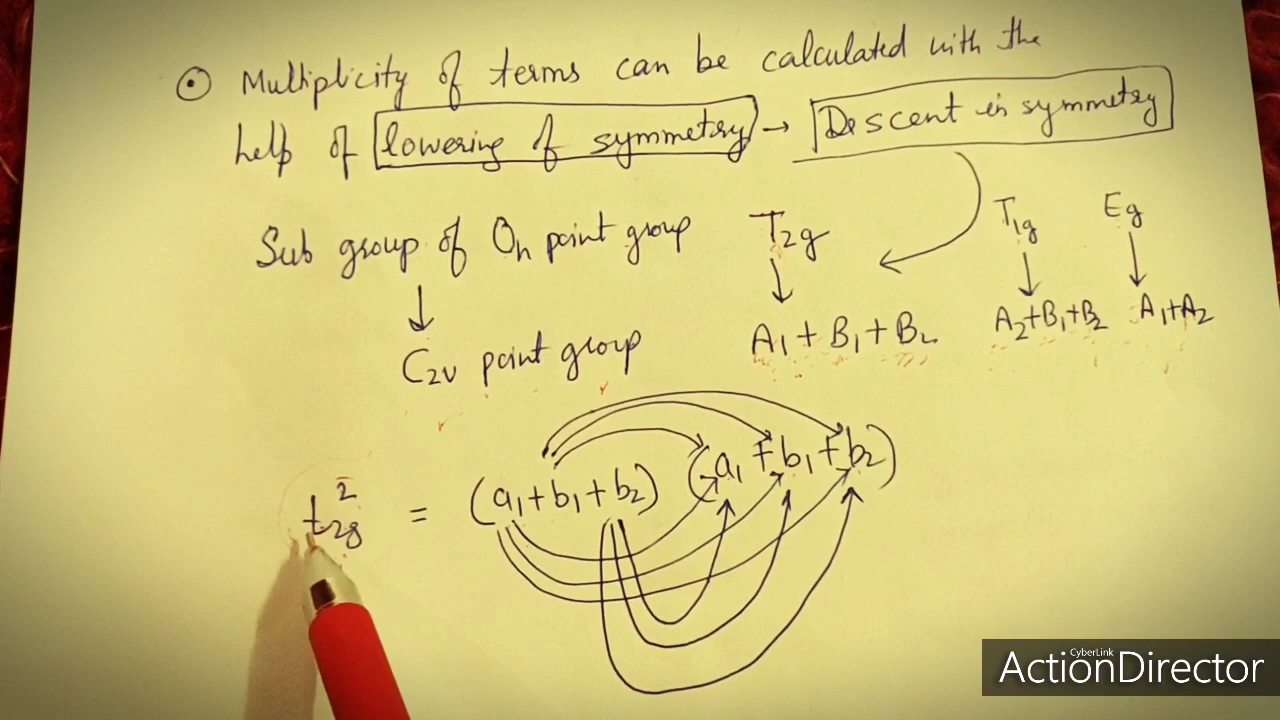 ⊙ Multiplicity of terms can be calculated with the
help of lowering of symmetry → Descent in symmetry
Sub group of Oh point group
↓
C2v point group
T2g
↓
A1 + B1 + B2
T1g
↓
A2+B1+B2
Eg
↓
A1+A2
t2g² = (a1+b1+b2) (a1+b1+b2)
CyberLink
ActionDirector